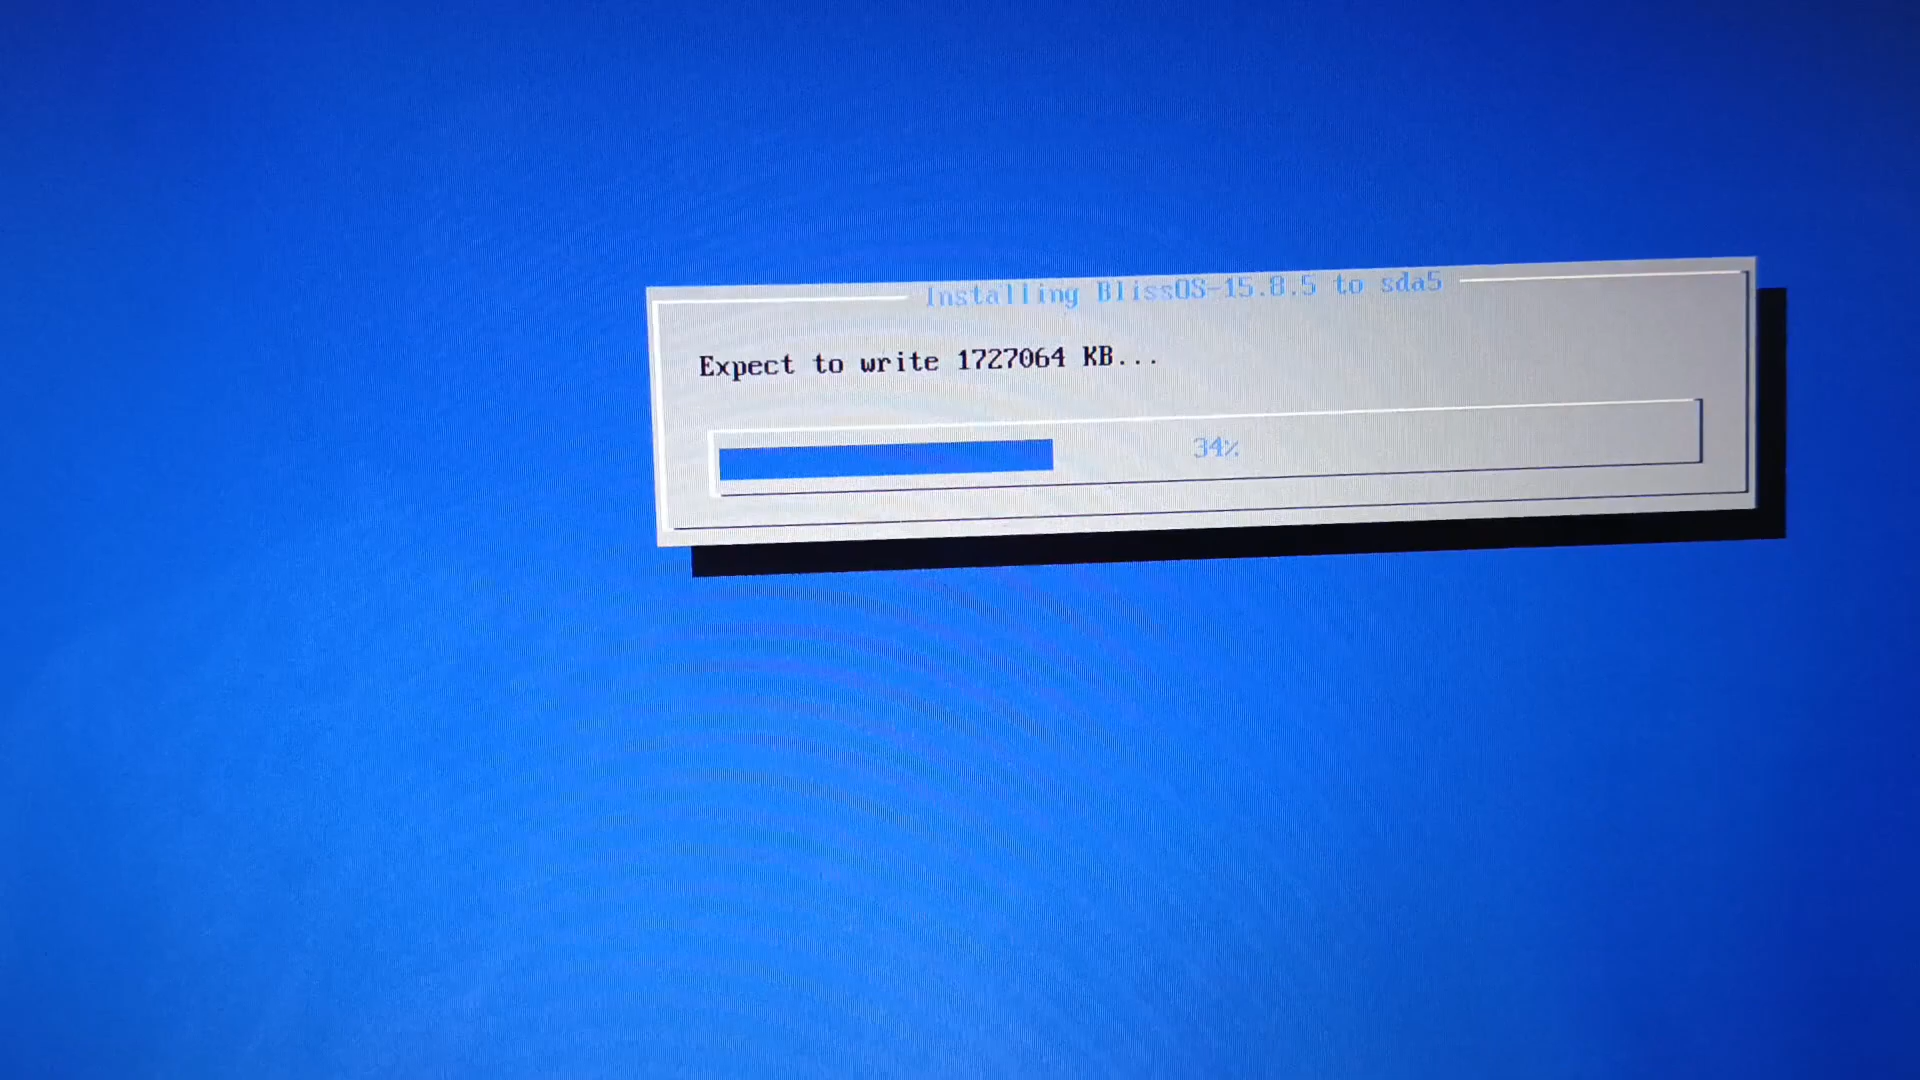 Installing BlissOS-15.8.5 to sda5
Expect to write 1727064 KB...
34%